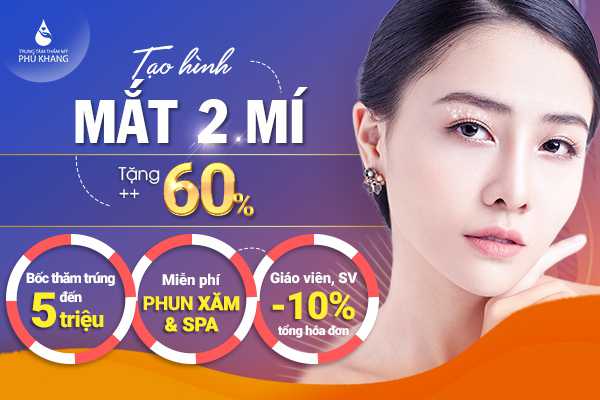 TRUNG TÂM THẨM MỸ
PHÚ KHANG
Tạo hình
MẮT 2 MÍ
Tặng
++
60%
Bốc thăm trúng
đến
5 triệu
Miễn phí
PHUN XĂM
& SPA
Giáo viên, SV
-10%
tổng hóa đơn